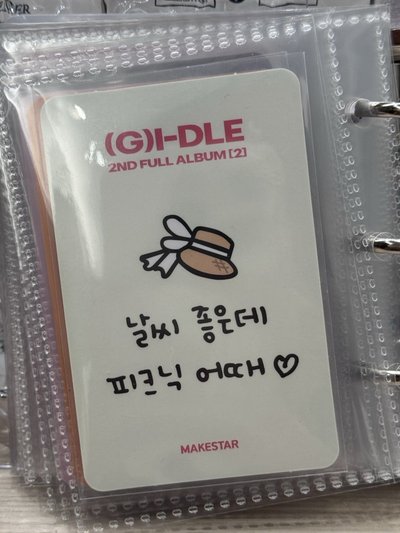 (G)I-DLE
2ND FULL ALBUM [2]
날씨 좋은데
피크닉 어때 ♡
MAKESTAR